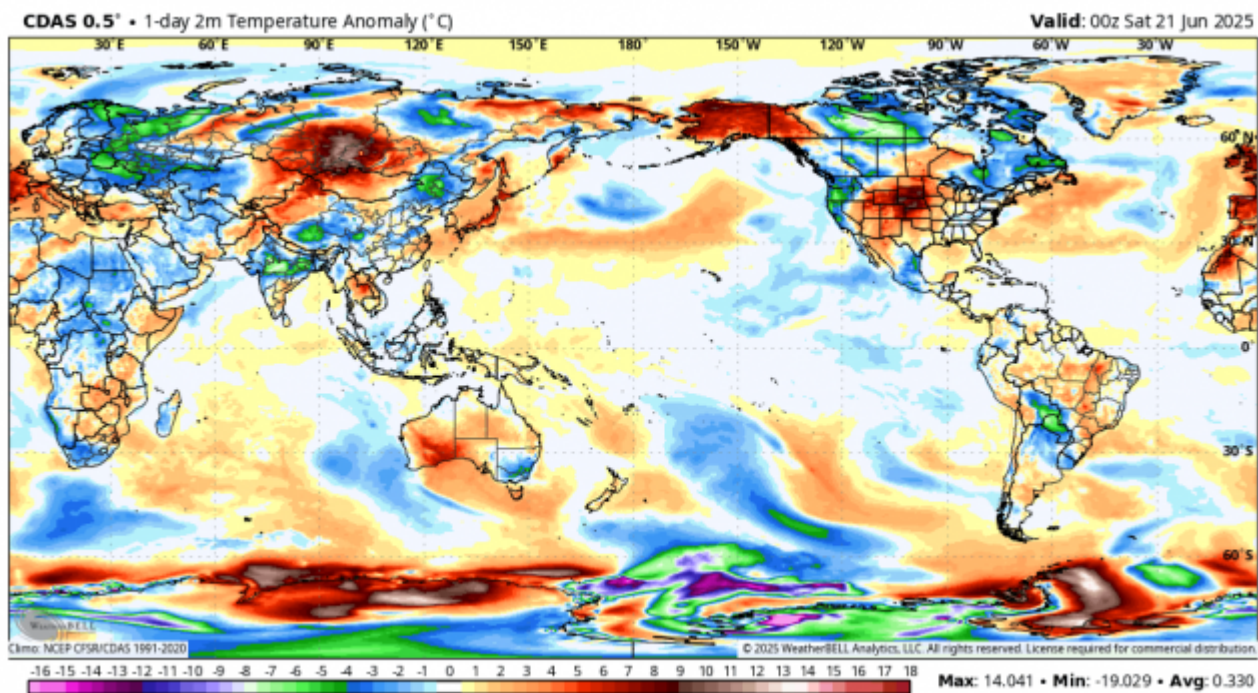 CDAS 0.5° • 1-day 2m Temperature Anomaly (°C)
Valid: 00z Sat 21 Jun 2025
30°E 60°E 90°E 120°E 150°E 180° 150°W 120°W 90°W 60°W 30°W
60°N
30°N
0°
30°S
60°S
WeatherBELL
Climo: NCEP CFSR/CDAS 1991-2020
© 2025 WeatherBELL Analytics, LLC. All rights reserved. License required for commercial distribution.
-16 -15 -14 -13 -12 -11 -10 -9 -8 -7 -6 -5 -4 -3 -2 -1 0 1 2 3 4 5 6 7 8 9 10 11 12 13 14 15 16 17 18
Max: 14.041 • Min: -19.029 • Avg: 0.330